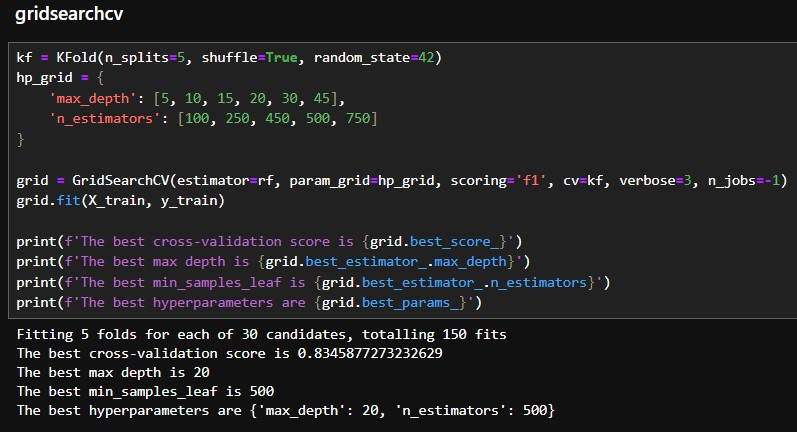 gridsearchcv
kf = KFold(n_splits=5, shuffle=True, random_state=42)
hp_grid = {
    'max_depth': [5, 10, 15, 20, 30, 45],
    'n_estimators': [100, 250, 450, 500, 750]
}
grid = GridSearchCV(estimator=rf, param_grid=hp_grid, scoring='f1', cv=kf, verbose=3, n_jobs=-1)
grid.fit(X_train, y_train)
print(f'The best cross-validation score is {grid.best_score_}')
print(f'The best max depth is {grid.best_estimator_.max_depth}')
print(f'The best min_samples_leaf is {grid.best_estimator_.n_estimators}')
print(f'The best hyperparameters are {grid.best_params_}')
Fitting 5 folds for each of 30 candidates, totalling 150 fits
The best cross-validation score is 0.8345877273232629
The best max depth is 20
The best min_samples_leaf is 500
The best hyperparameters are {'max_depth': 20, 'n_estimators': 500}